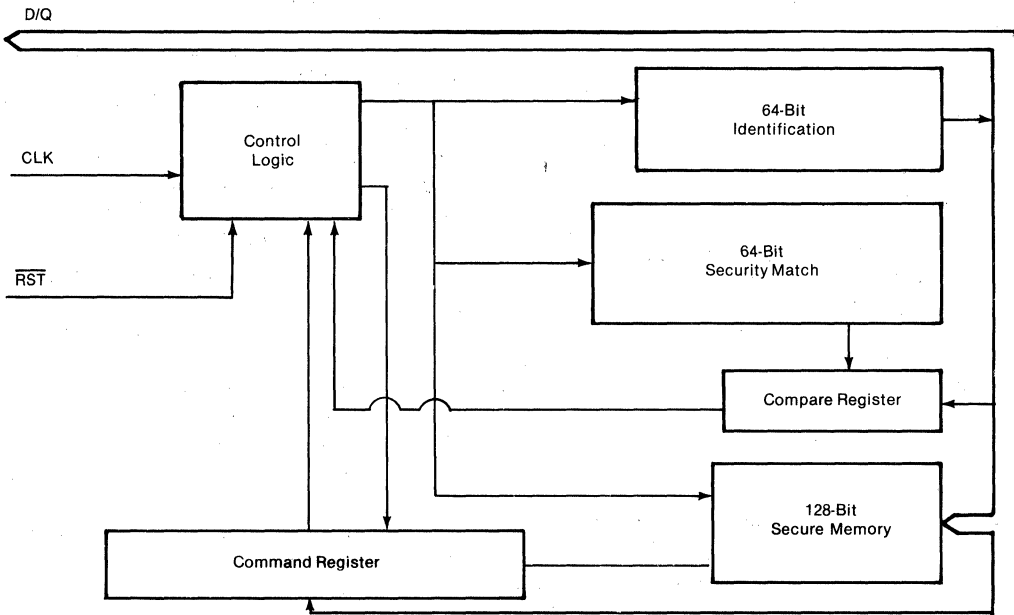 D/Q
Control
Logic
64-Bit
Identification
CLK
64-Bit
Security Match
RST
Compare Register
128-Bit
Secure Memory
Command Register